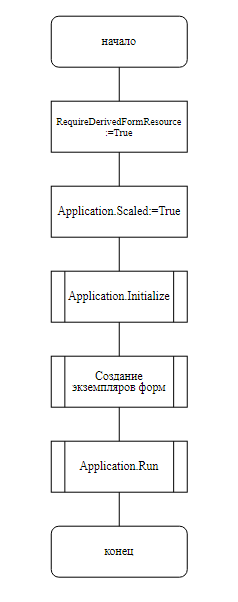 начало
RequireDerivedFormResource
:=True
Application.Scaled:=True
Application.Initialize
Создание
экземпляров форм
Application.Run
конец